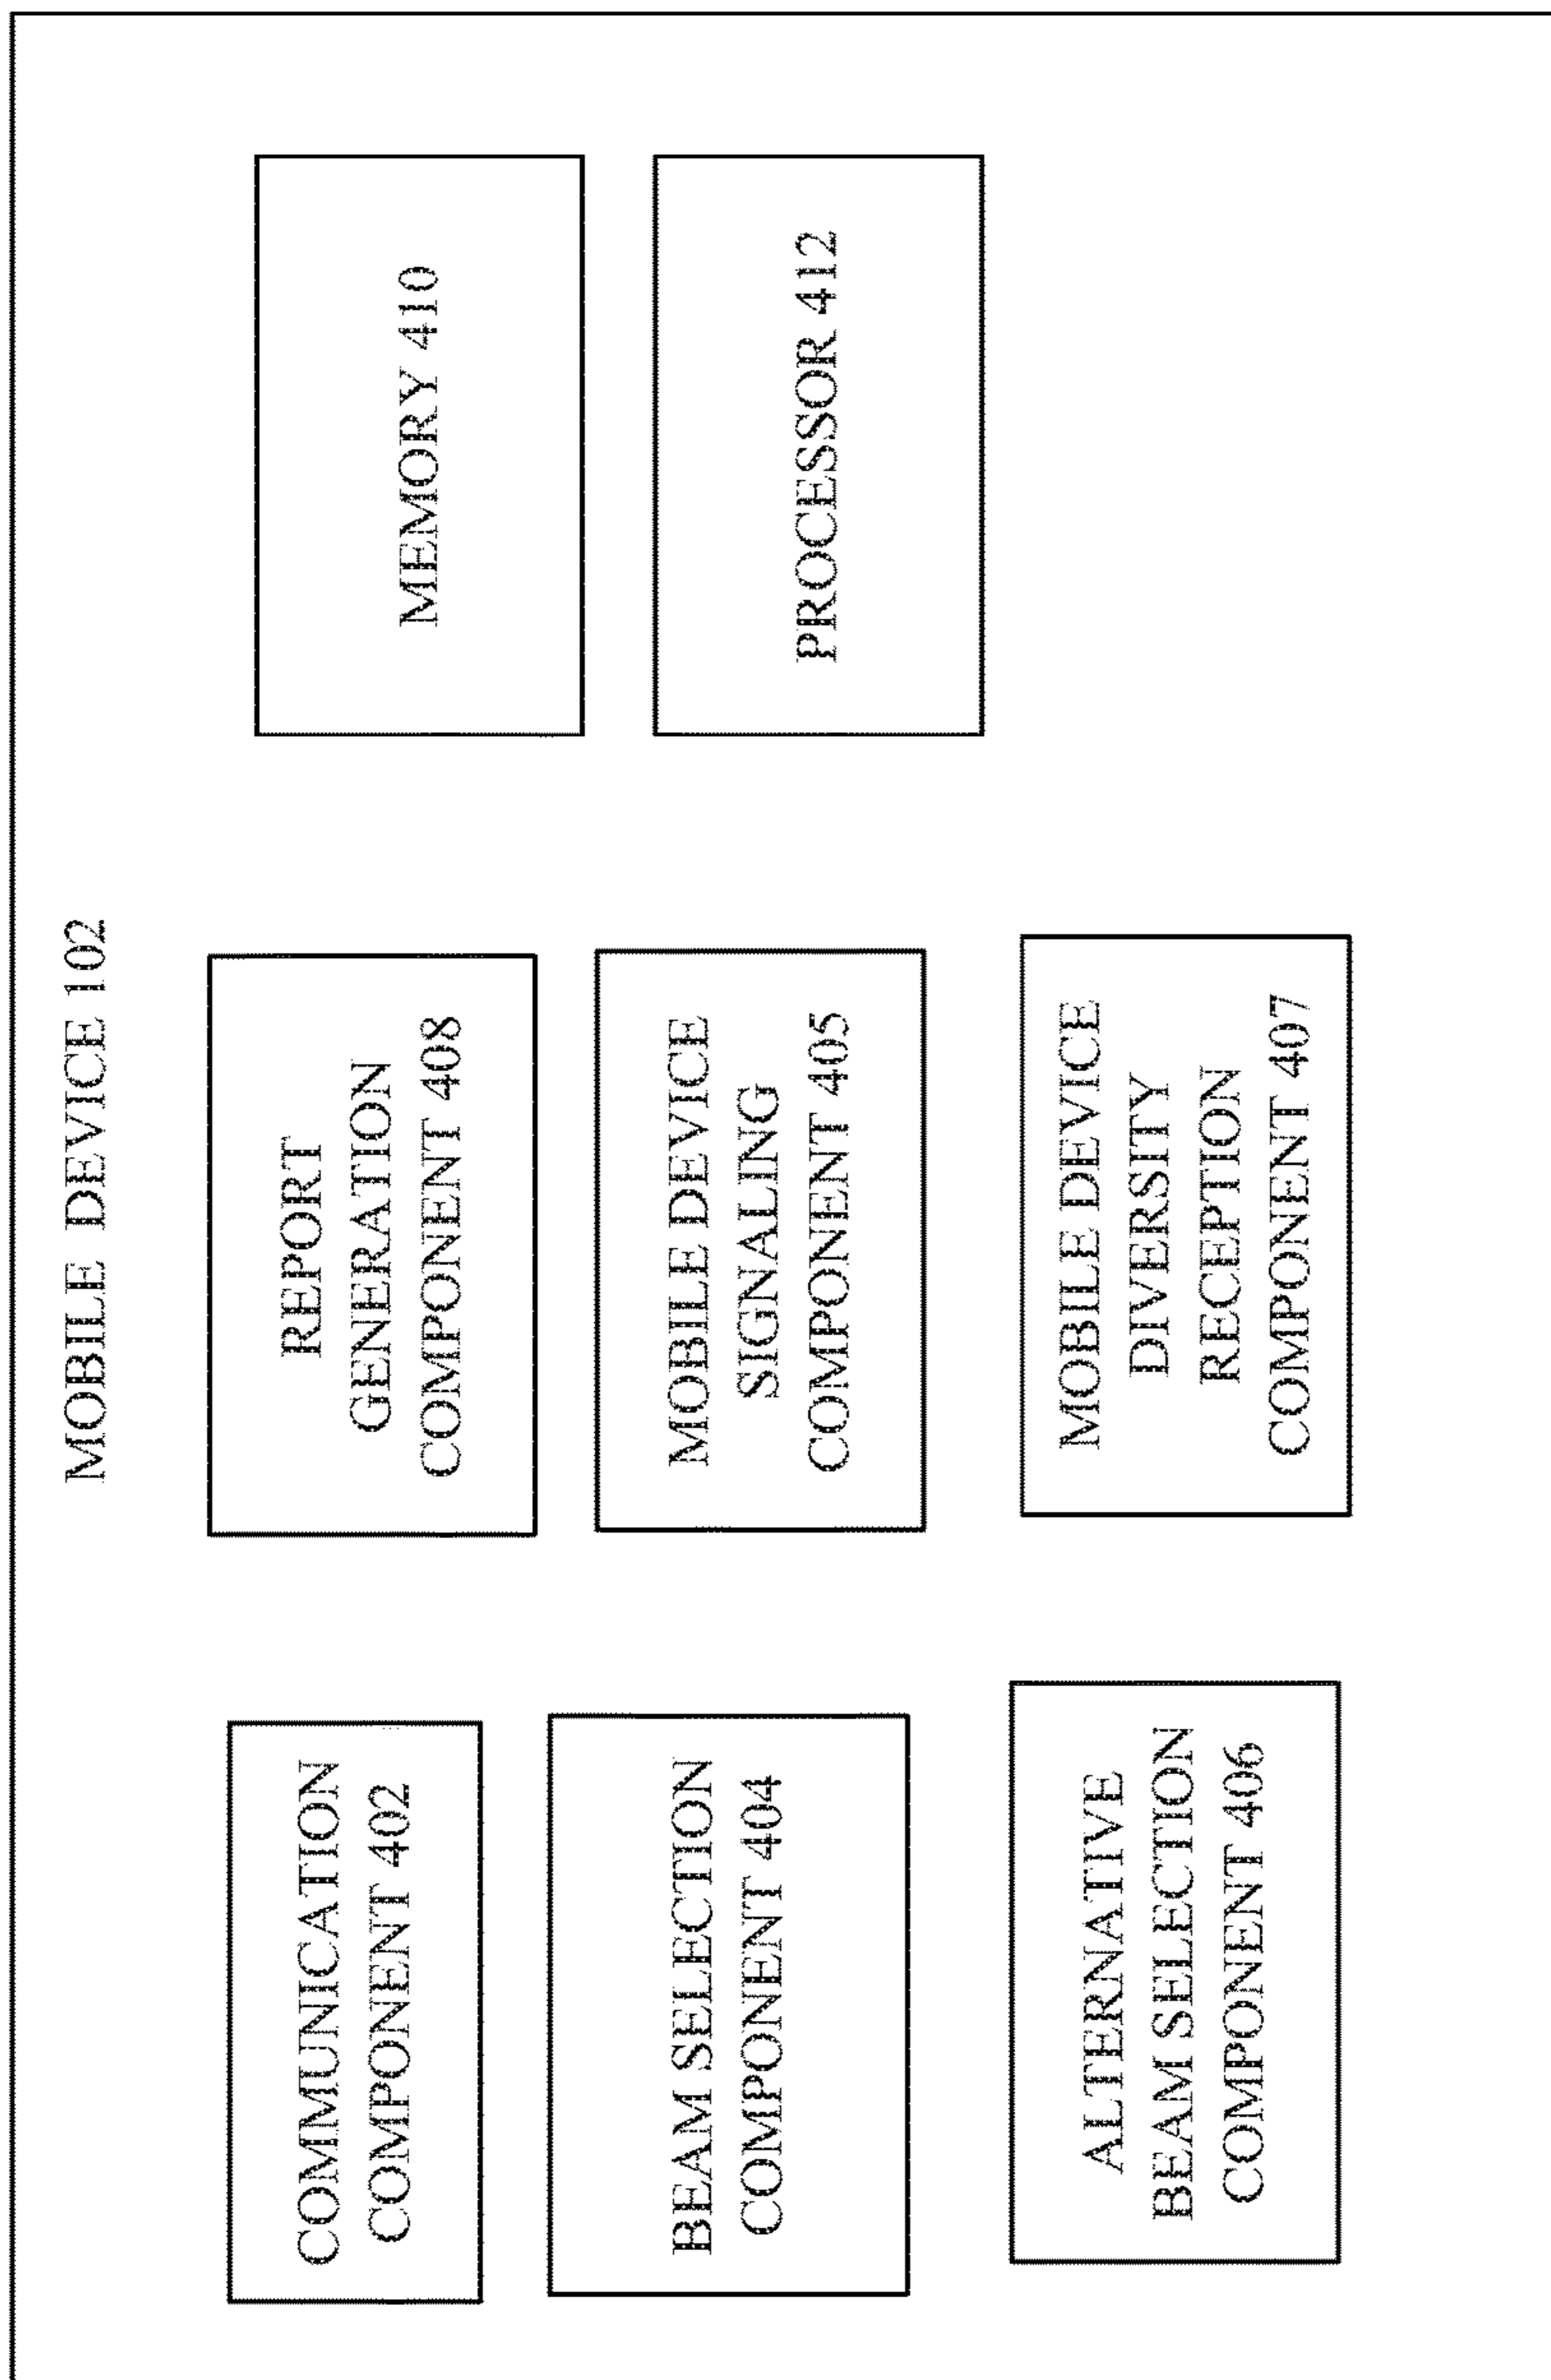 MOBILE DEVICE 102
COMMUNICATION
COMPONENT 402
BEAM SELECTION
COMPONENT 404
ALTERNATIVE
BEAM SELECTION
COMPONENT 406
REPORT
GENERATION
COMPONENT 408
MOBILE DEVICE
SIGNALING
COMPONENT 405
MOBILE DEVICE
DIVERSITY
RECEPTION
COMPONENT 407
MEMORY 410
PROCESSOR 412